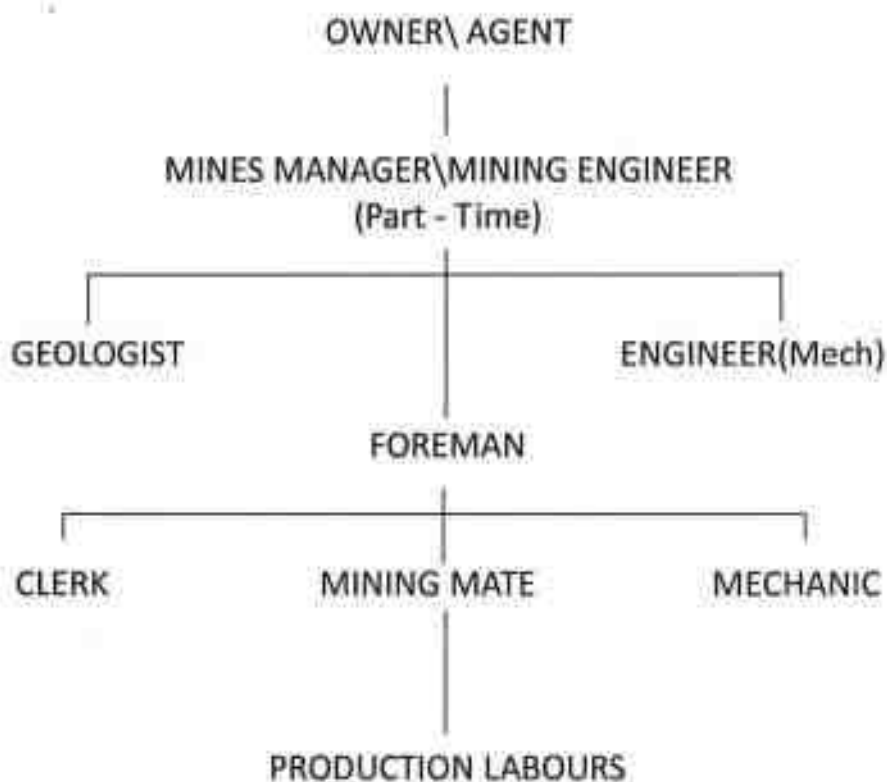 OWNER\ AGENT
MINES MANAGER\MINING ENGINEER
(Part - Time)
GEOLOGIST
ENGINEER(Mech)
FOREMAN
CLERK
MINING MATE
MECHANIC
PRODUCTION LABOURS